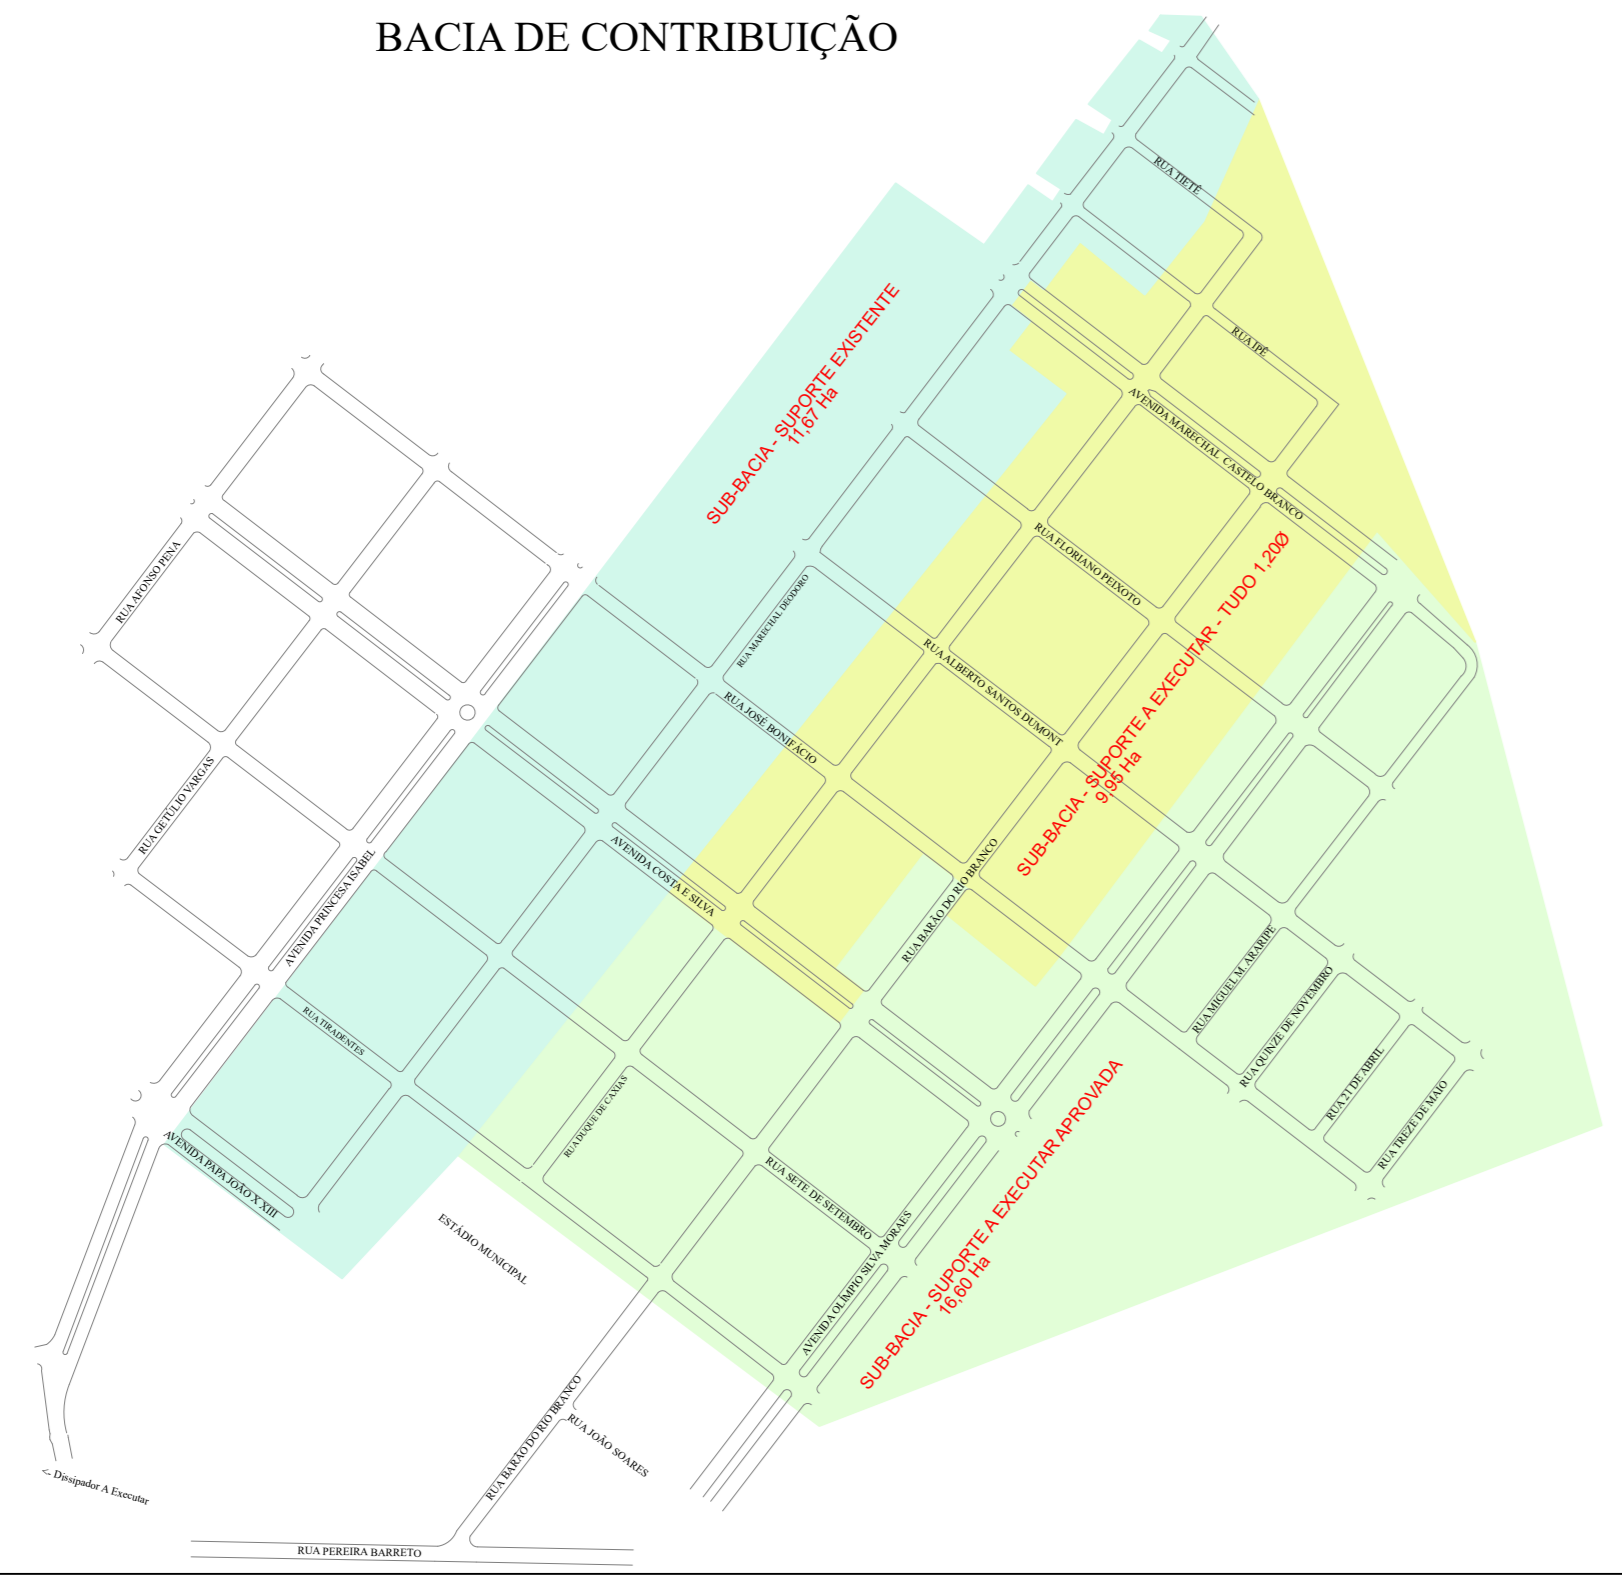 BACIA DE CONTRIBUIÇÃO
RUA TIETÊ
SUB-BACIA - SUPORTE EXISTENTE
11,67 Ha
RUA IPÊ
AVENIDA MARECHAL CASTELO BRANCO
RUA FLORIANO PEIXOTO
RUA AFONSO PENA
RUA MARECHAL DEODORO
SUB-BACIA - SUPORTE A EXECUTAR - TUDO 1,20Ø
9,95 Ha
RUA ALBERTO SANTOS DUMONT
RUA JOSÉ BONIFÁCIO
RUA GETÚLIO VARGAS
AVENIDA PRINCESA ISABEL
AVENIDA COSTA E SILVA
RUA BARÃO DO RIO BRANCO
RUA MIGUEL M. ARARIPE
RUA QUINZE DE NOVEMBRO
RUA 21 DE ABRIL
RUA TREZE DE MAIO
RUA TIRADENTES
RUA DUQUE DE CAXIAS
SUB-BACIA - SUPORTE A EXECUTAR APROVADA
16,60 Ha
AVENIDA PAPA JOÃO XXIII
RUA SETE DE SETEMBRO
ESTÁDIO MUNICIPAL
AVENIDA OLÍMPIO SILVA MORAES
RUA BARÃO DO RIO BRANCO
RUA JOÃO SOARES
<- Dissipador A Executar
RUA PEREIRA BARRETO